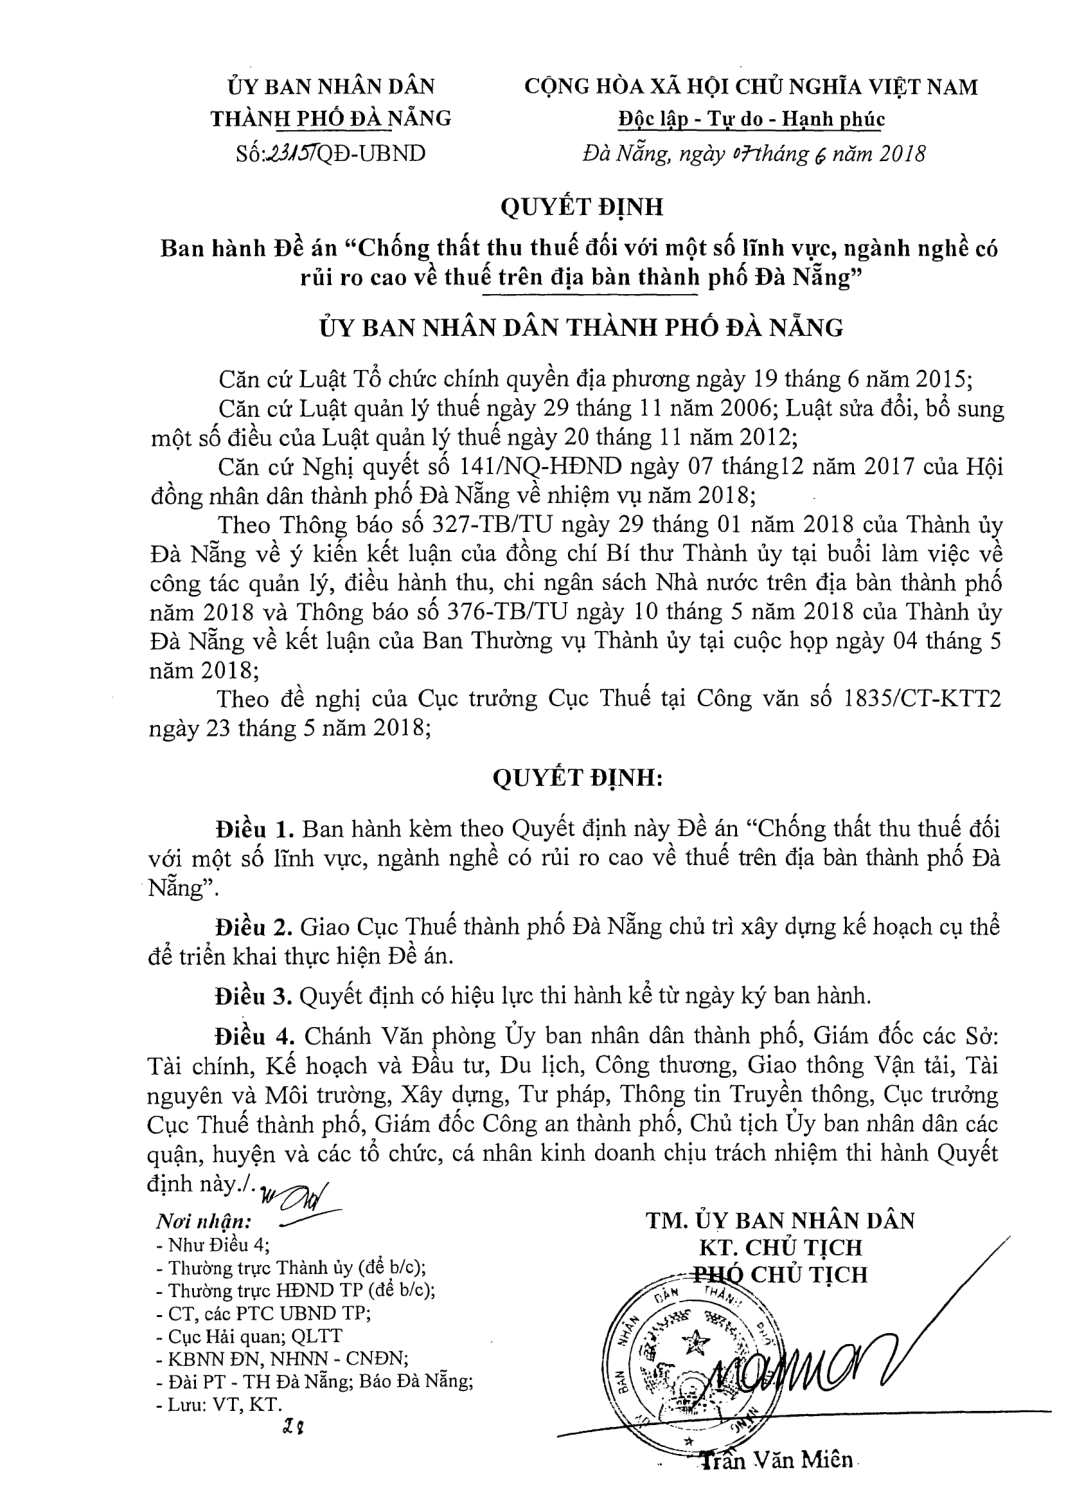 ỦY BAN NHÂN DÂN
THÀNH PHỐ ĐÀ NẴNG
Số:2315/QĐ-UBND
CỘNG HÒA XÃ HỘI CHỦ NGHĨA VIỆT NAM
Độc lập - Tự do - Hạnh phúc
Đà Nẵng, ngày 07 tháng 6 năm 2018
QUYẾT ĐỊNH
Ban hành Đề án “Chống thất thu thuế đối với một số lĩnh vực, ngành nghề có
rủi ro cao về thuế trên địa bàn thành phố Đà Nẵng”
ỦY BAN NHÂN DÂN THÀNH PHỐ ĐÀ NẴNG
Căn cứ Luật Tổ chức chính quyền địa phương ngày 19 tháng 6 năm 2015;
Căn cứ Luật quản lý thuế ngày 29 tháng 11 năm 2006; Luật sửa đổi, bổ sung
một số điều của Luật quản lý thuế ngày 20 tháng 11 năm 2012;
Căn cứ Nghị quyết số 141/NQ-HĐND ngày 07 tháng12 năm 2017 của Hội
đồng nhân dân thành phố Đà Nẵng về nhiệm vụ năm 2018;
Theo Thông báo số 327-TB/TU ngày 29 tháng 01 năm 2018 của Thành ủy
Đà Nẵng về ý kiến kết luận của đồng chí Bí thư Thành ủy tại buổi làm việc về
công tác quản lý, điều hành thu, chi ngân sách Nhà nước trên địa bàn thành phố
năm 2018 và Thông báo số 376-TB/TU ngày 10 tháng 5 năm 2018 của Thành ủy
Đà Nẵng về kết luận của Ban Thường vụ Thành ủy tại cuộc họp ngày 04 tháng 5
năm 2018;
Theo đề nghị của Cục trưởng Cục Thuế tại Công văn số 1835/CT-KTT2
ngày 23 tháng 5 năm 2018;
QUYẾT ĐỊNH:
Điều 1. Ban hành kèm theo Quyết định này Đề án “Chống thất thu thuế đối
với một số lĩnh vực, ngành nghề có rủi ro cao về thuế trên địa bàn thành phố Đà
Nẵng”.
Điều 2. Giao Cục Thuế thành phố Đà Nẵng chủ trì xây dựng kế hoạch cụ thể
để triển khai thực hiện Đề án.
Điều 3. Quyết định có hiệu lực thi hành kể từ ngày ký ban hành.
Điều 4. Chánh Văn phòng Ủy ban nhân dân thành phố, Giám đốc các Sở:
Tài chính, Kế hoạch và Đầu tư, Du lịch, Công thương, Giao thông Vận tải, Tài
nguyên và Môi trường, Xây dựng, Tư pháp, Thông tin Truyền thông, Cục trưởng
Cục Thuế thành phố, Giám đốc Công an thành phố, Chủ tịch Ủy ban nhân dân các
quận, huyện và các tổ chức, cá nhân kinh doanh chịu trách nhiệm thi hành Quyết
định này./.
Nơi nhận:
- Như Điều 4;
- Thường trực Thành ủy (để b/c);
- Thường trực HĐND TP (để b/c);
- CT, các PTC UBND TP;
- Cục Hải quan; QLTT
- KBNN ĐN, NHNN - CNĐN;
- Đài PT - TH Đà Nẵng; Báo Đà Nẵng;
- Lưu: VT, KT.
28
TM. ỦY BAN NHÂN DÂN
KT. CHỦ TỊCH
PHÓ CHỦ TỊCH
ỦY BAN NHÂN DÂN THÀNH PHỐ
Trần Văn Miên